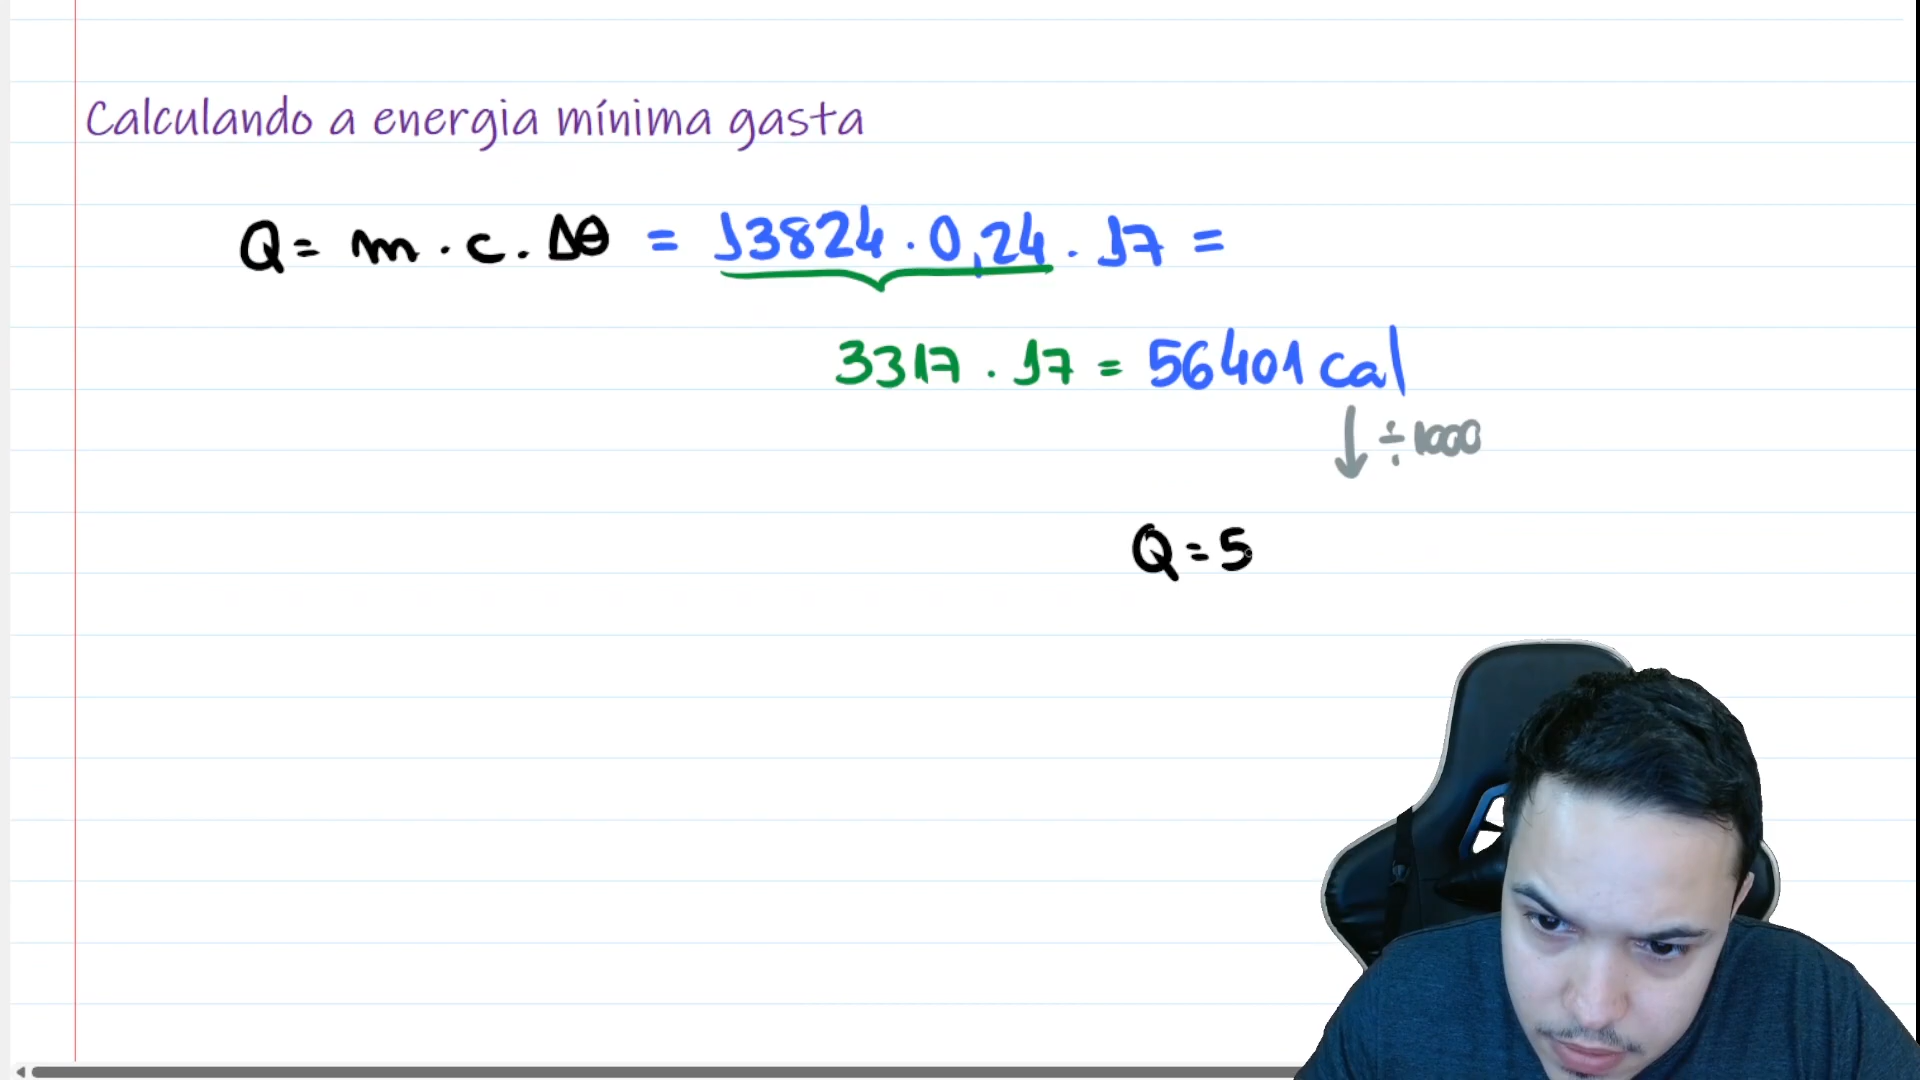 Calculando a energia mínima gasta
Q = m . c . Δθ = 13824 . 0,24 . 17 =
3317 . 17 = 56401 cal
↓ ÷ 1000
Q = 5